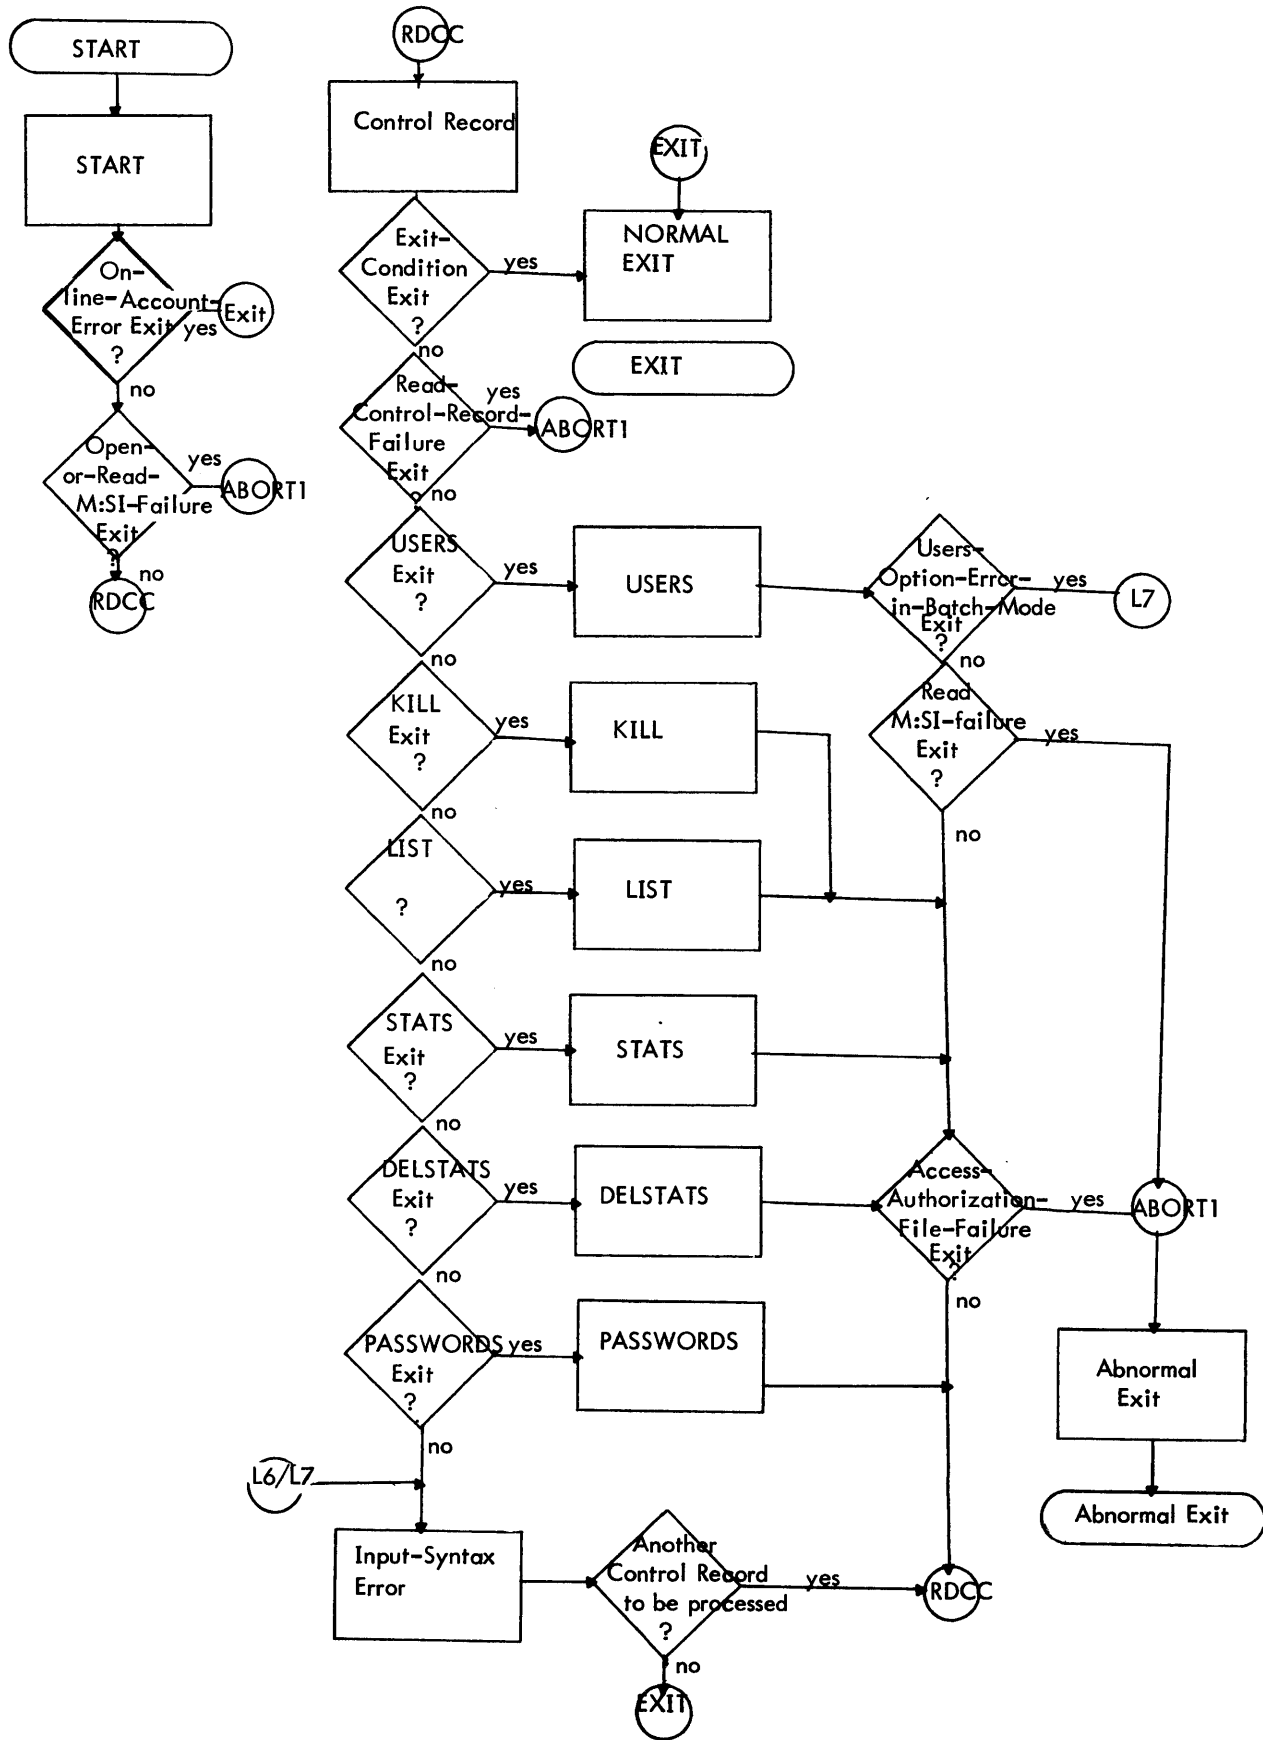 START
START
On-
line-Account-
Error Exit
?
yes
Exit
no
Open-
or-Read-
M:SI-Failure
Exit
?
yes
ABORT1
no
RDCC
RDCC
Control Record
Exit-
Condition
Exit
?
yes
EXIT
NORMAL
EXIT
EXIT
no
Read-
Control-Record-
Failure
Exit
?
yes
ABORT1
no
USERS
Exit
?
yes
USERS
Users-
Option-Error-
in-Batch-Mode
Exit
?
yes
L7
no
no
KILL
Exit
?
yes
KILL
Read
M:SI-failure
Exit
?
yes
no
no
LIST
?
yes
LIST
no
STATS
Exit
?
yes
STATS
no
DELSTATS
Exit
?
yes
DELSTATS
Access-
Authorization-
File-Failure
Exit
?
yes
ABORT1
no
no
PASSWORDS
Exit
?
yes
PASSWORDS
Abnormal
Exit
Abnormal Exit
no
L6/L7
Input-Syntax
Error
Another
Control Record
to be processed
?
yes
RDCC
no
EXIT